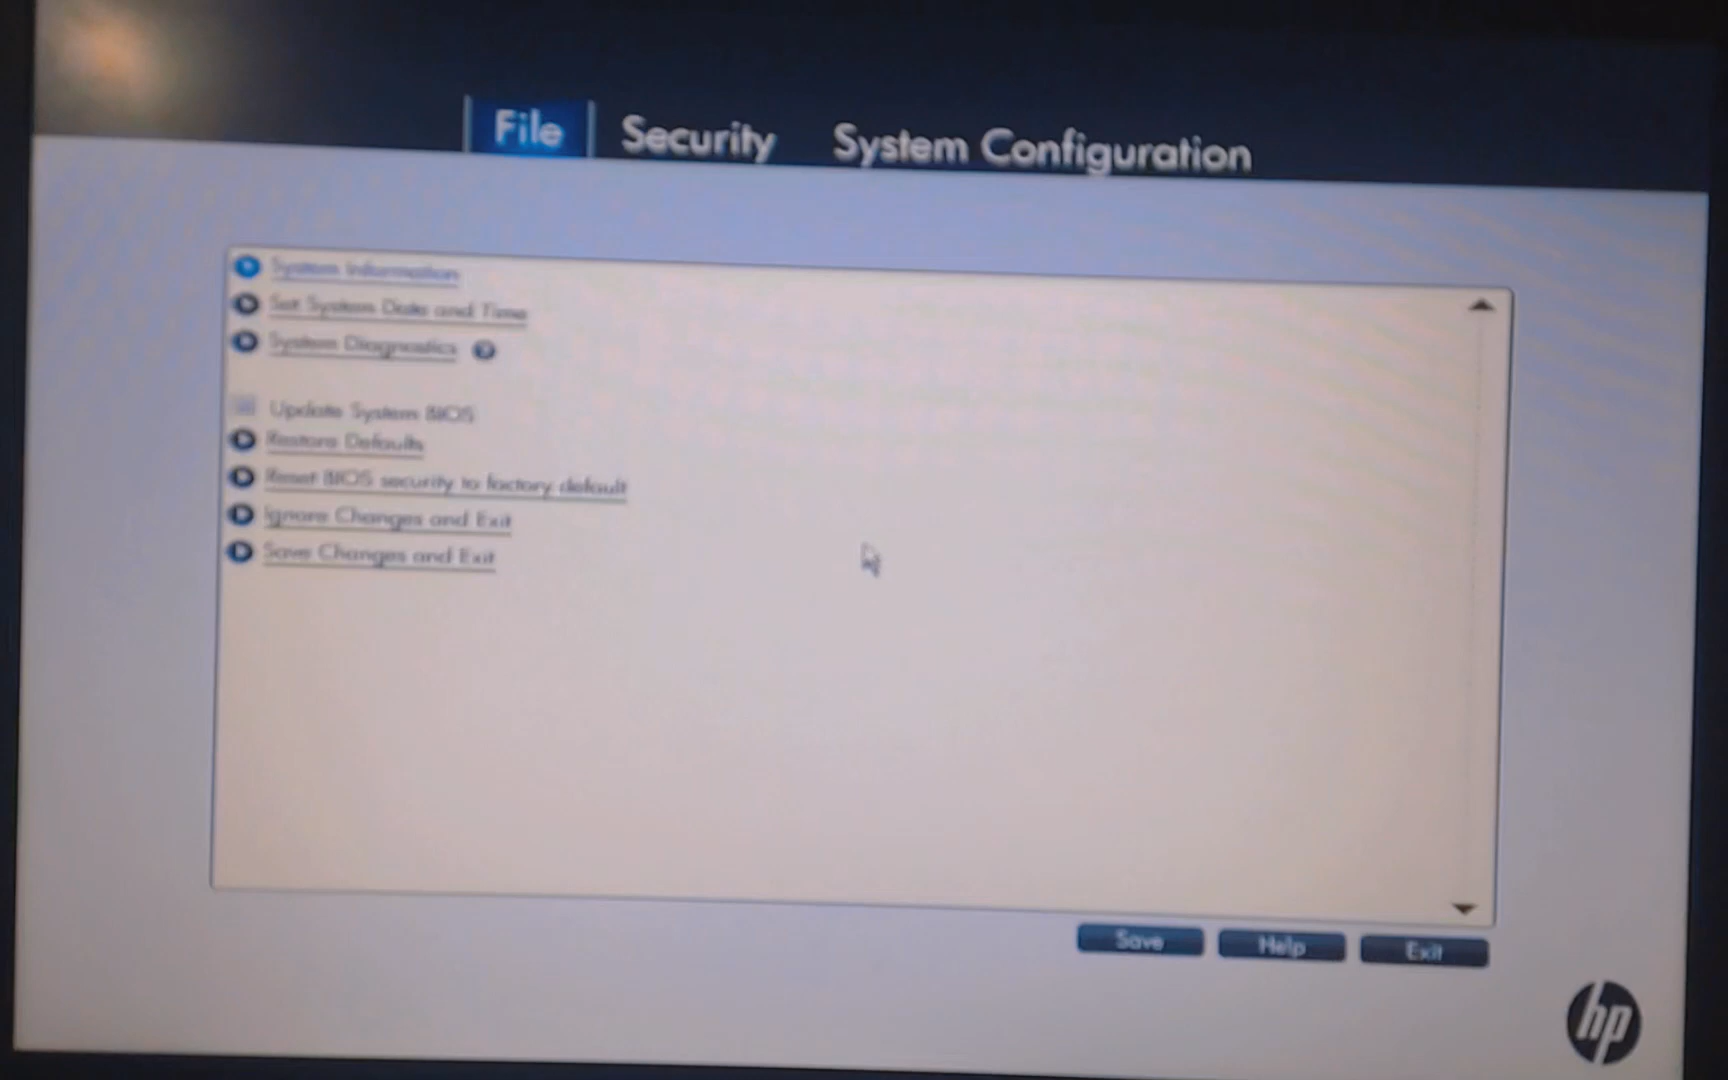 File Security System Configuration
System Information
Set System Date and Time
System Diagnostics
Update System BIOS
Restore Defaults
Reset BIOS security to factory default
Ignore Changes and Exit
Save Changes and Exit
Save Help Exit
hp